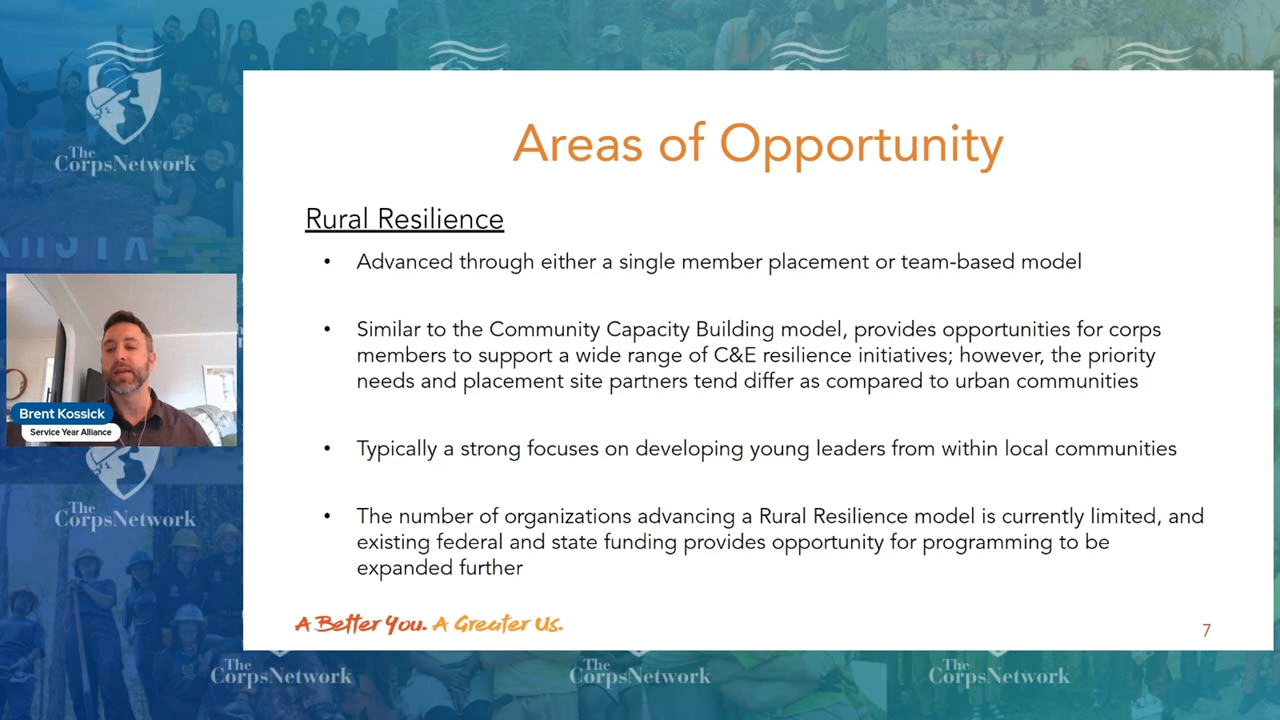 The
CorpsNetwork
Areas of Opportunity
Rural Resilience
• Advanced through either a single member placement or team-based model
• Similar to the Community Capacity Building model, provides opportunities for corps
members to support a wide range of C&E resilience initiatives; however, the priority
needs and placement site partners tend differ as compared to urban communities
• Typically a strong focuses on developing young leaders from within local communities
• The number of organizations advancing a Rural Resilience model is currently limited, and
existing federal and state funding provides opportunity for programming to be
expanded further
A Better You. A Greater Us.
7
Brent Kossick
Service Year Alliance
The
CorpsNetwork
The
CorpsNetwork
The
CorpsNetwork
The
CorpsNetwork